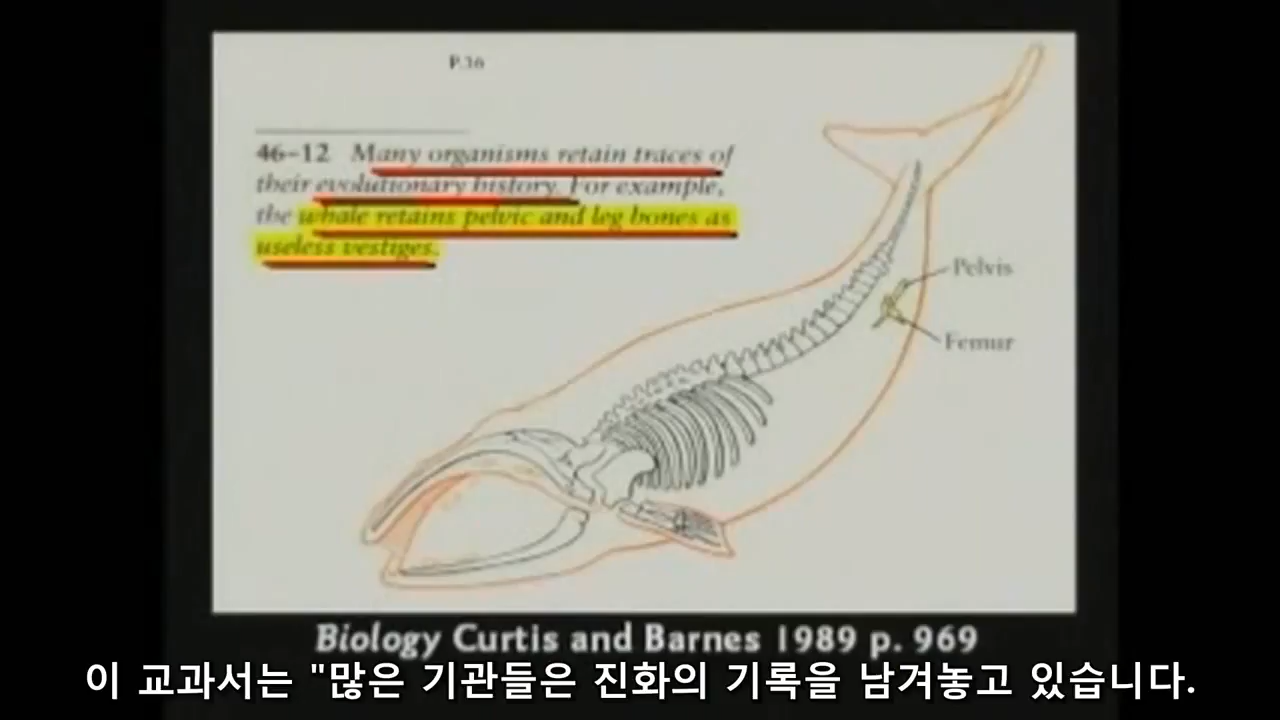 P.36
46–12 Many organisms retain traces of
their evolutionary history. For example,
the whale retains pelvic and leg bones as
useless vestiges.
Pelvis
Femur
Biology Curtis and Barnes 1989 p. 969
이 교과서는 "많은 기관들은 진화의 기록을 남겨놓고 있습니다.